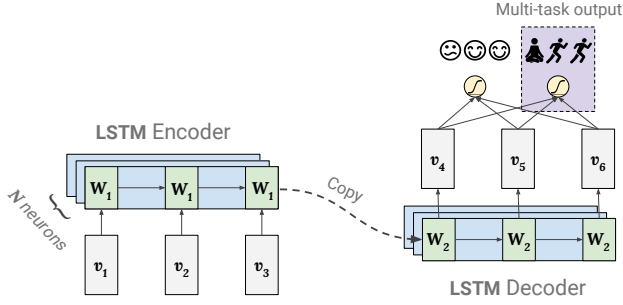 Multi-task output
LSTM Encoder
v4 v5 v6
W1 W1 W1
Copy
N neurons
W2 W2 W2
v1 v2 v3
LSTM Decoder